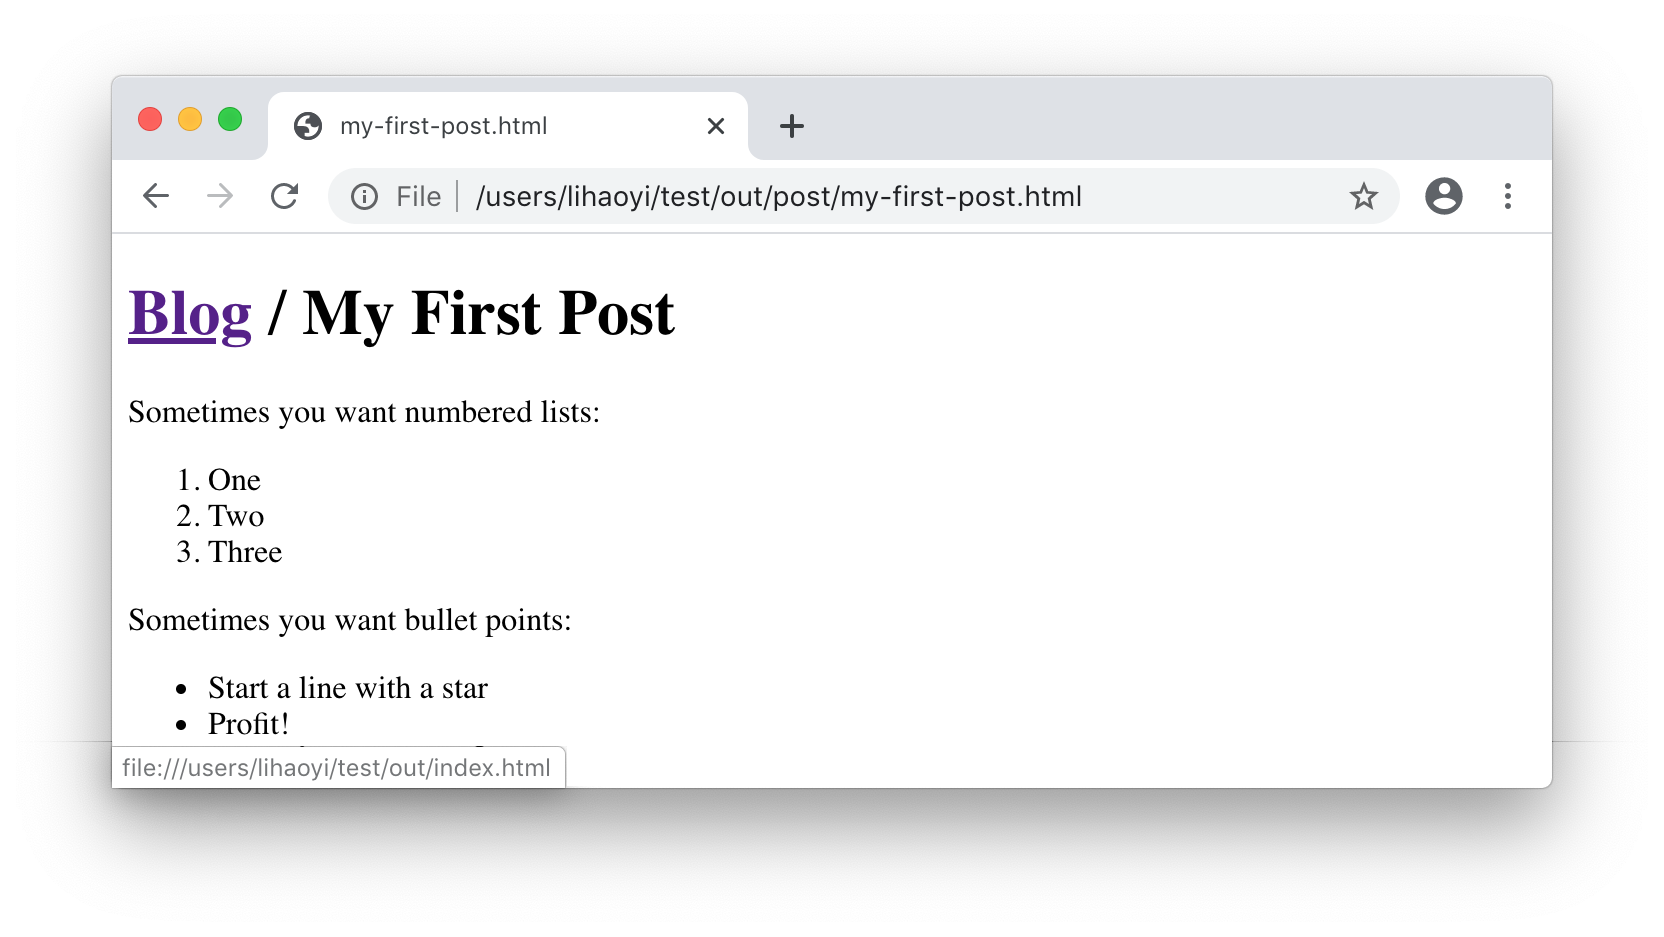 my-first-post.html
File /users/lihaoyi/test/out/post/my-first-post.html
Blog / My First Post
Sometimes you want numbered lists:
1. One
2. Two
3. Three
Sometimes you want bullet points:
• Start a line with a star
• Profit!
file:///users/lihaoyi/test/out/index.html